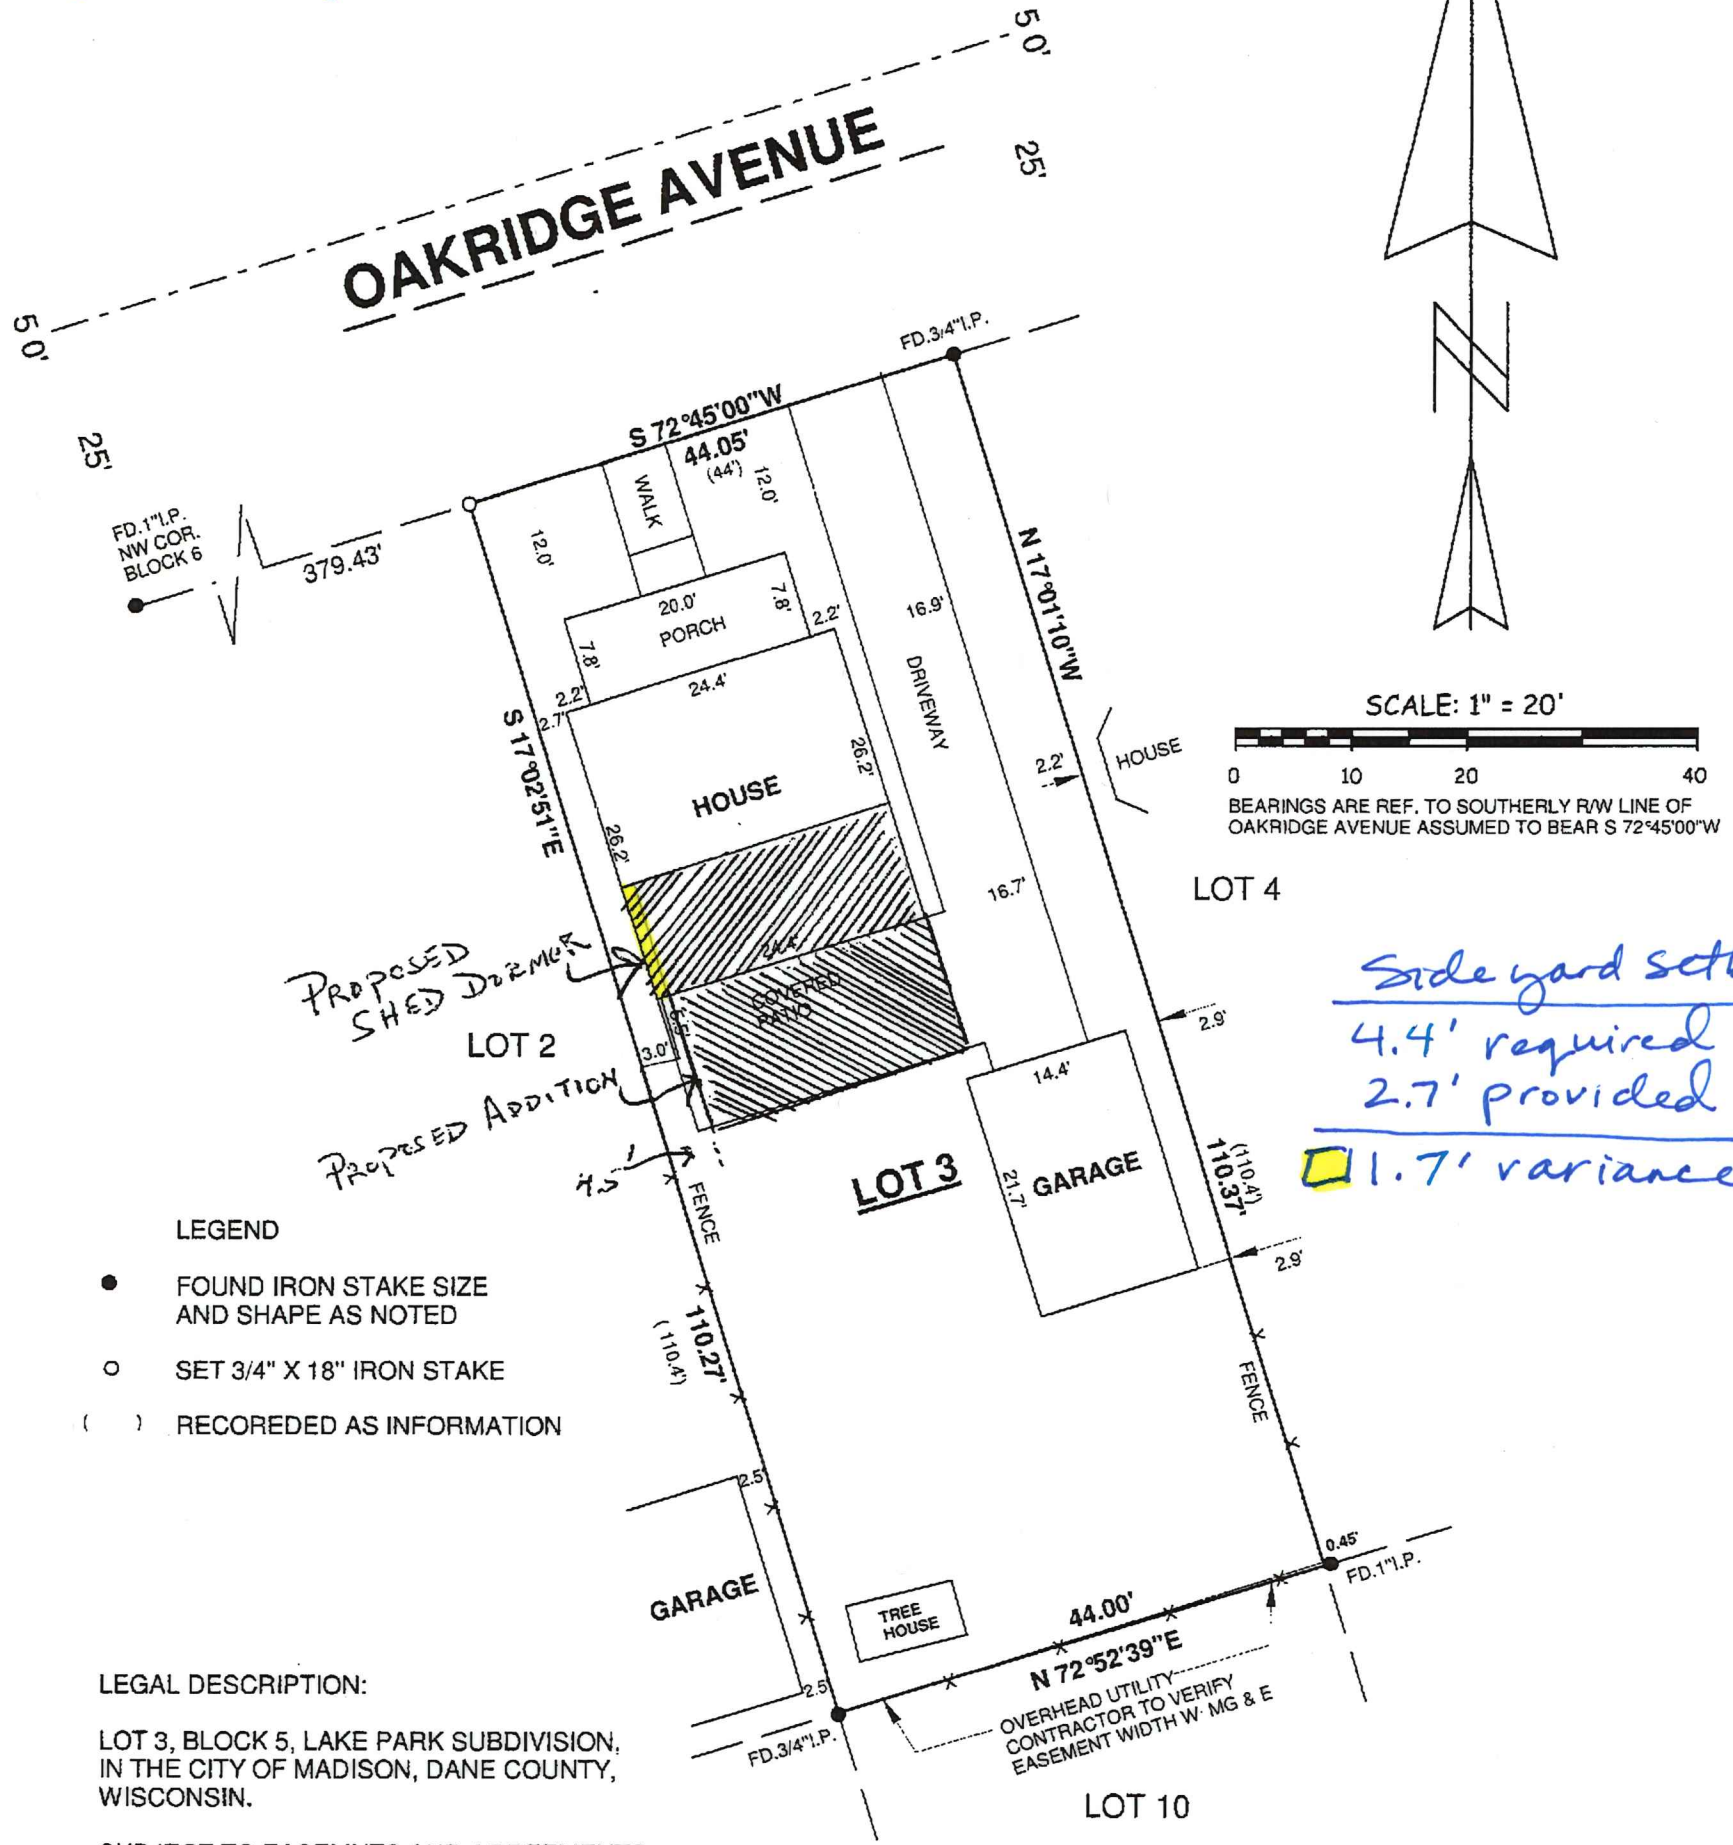 50'
OAKRIDGE AVENUE
25'
50'
25'
FD.3/4"I.P.
S 72°45'00"W
44.05'
(44')
WALK
12.0'
12.0'
FD.1"I.P.
NW COR.
BLOCK 6
379.43'
N 17°01'10"W
20.0'
PORCH
7.8'
7.8'
2.2'
16.9'
DRIVEWAY
2.2'
2.7'
24.4'
S 17°02'51"E
HOUSE
26.2'
26.2'
2.2'
HOUSE
N
SCALE: 1" = 20'
0 10 20 40
BEARINGS ARE REF. TO SOUTHERLY R/W LINE OF
OAKRIDGE AVENUE ASSUMED TO BEAR S 72°45'00"W
LOT 4
16.7'
PROPOSED
SHED DORMER
24.4'
COVERED
PATIO
LOT 2
3.0'
PROPOSED ADDITION
4.5'
2.9'
14.4'
Side yard
4.4' required
2.7' provided
1.7' variance
LOT 3
GARAGE
21.7'
(110.4')
110.37'
2.9'
FENCE
LEGEND
FOUND IRON STAKE SIZE
AND SHAPE AS NOTED
SET 3/4" X 18" IRON STAKE
( ) RECOREDED AS INFORMATION
110.27'
(110.4')
FENCE
2.5'
GARAGE
2.5'
TREE
HOUSE
44.00'
N 72°52'39"E
0.45'
FD.1"I.P.
OVERHEAD UTILITY
CONTRACTOR TO VERIFY
EASEMENT WIDTH W. MG & E
FD.3/4"I.P.
LOT 10
LEGAL DESCRIPTION:
LOT 3, BLOCK 5, LAKE PARK SUBDIVISION,
IN THE CITY OF MADISON, DANE COUNTY,
WISCONSIN.